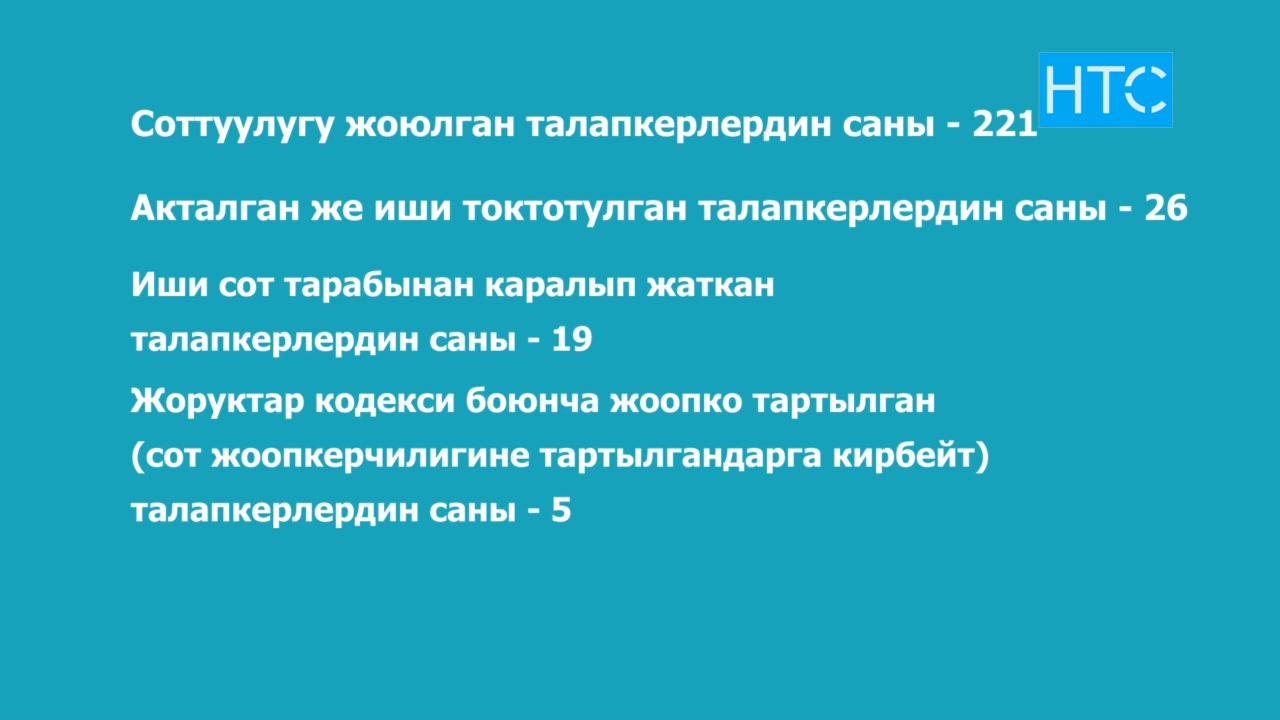 НТС
Соттуулугу жоюлган талапкерлердин саны - 221
Акталган же иши токтотулган талапкерлердин саны - 26
Иши сот тарабынан каралып жаткан
талапкерлердин саны - 19
Жоруктар кодекси боюнча жоопко тартылган
(сот жоопкерчилигине тартылгандарга кирбейт)
талапкерлердин саны - 5